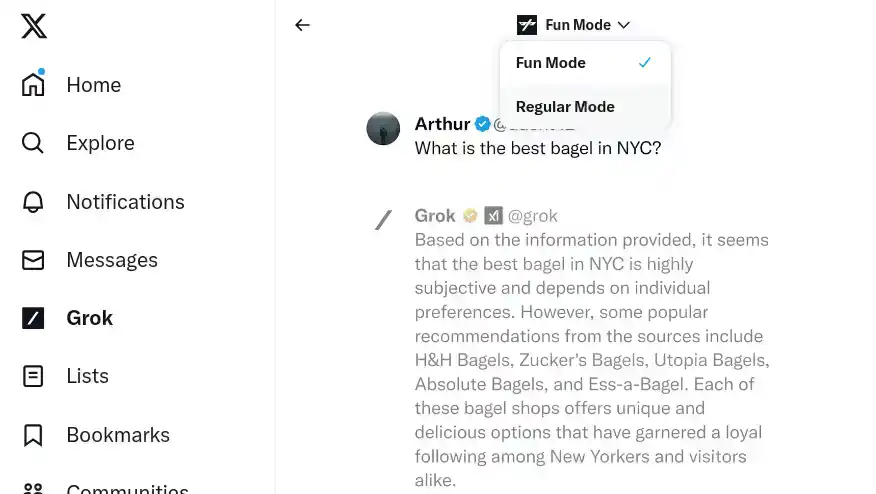 Fun Mode
Fun Mode
Regular Mode
Home
Explore
Notifications
Messages
Grok
Lists
Bookmarks
Communities
Arthur
What is the best bagel in NYC?
Grok @grok
Based on the information provided, it seems
that the best bagel in NYC is highly
subjective and depends on individual
preferences. However, some popular
recommendations from the sources include
H&H Bagels, Zucker's Bagels, Utopia Bagels,
Absolute Bagels, and Ess-a-Bagel. Each of
these bagel shops offers unique and
delicious options that have garnered a loyal
following among New Yorkers and visitors
alike.